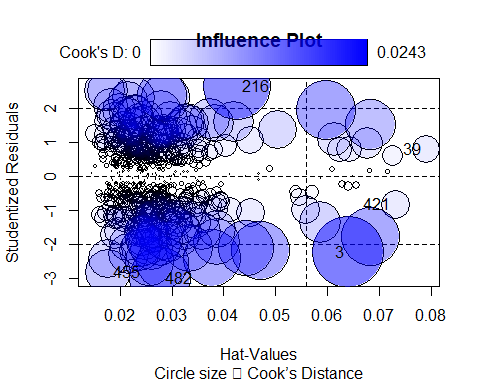 Influence Plot
Cook's D: 0 0.0243
216
39
421
3
455
482
2
1
0
-1
-2
-3
Studentized Residuals
0.02 0.03 0.04 0.05 0.06 0.07 0.08
Hat-Values
Circle size  Cook's Distance